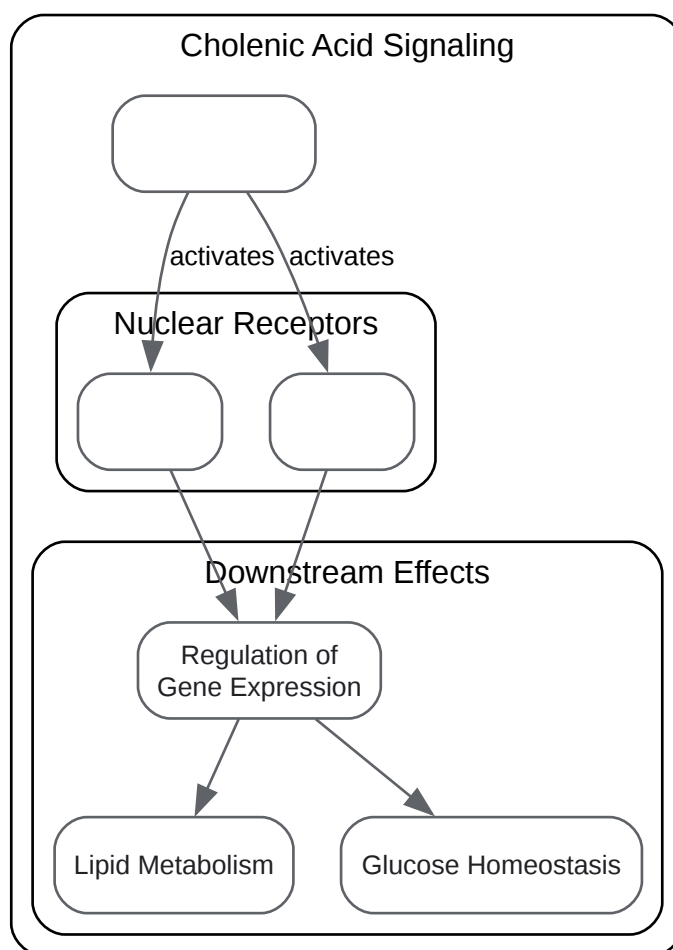 Cholenic Acid Signaling
activates activates
Nuclear Receptors
Downstream Effects
Regulation of
Gene Expression
Lipid Metabolism
Glucose Homeostasis